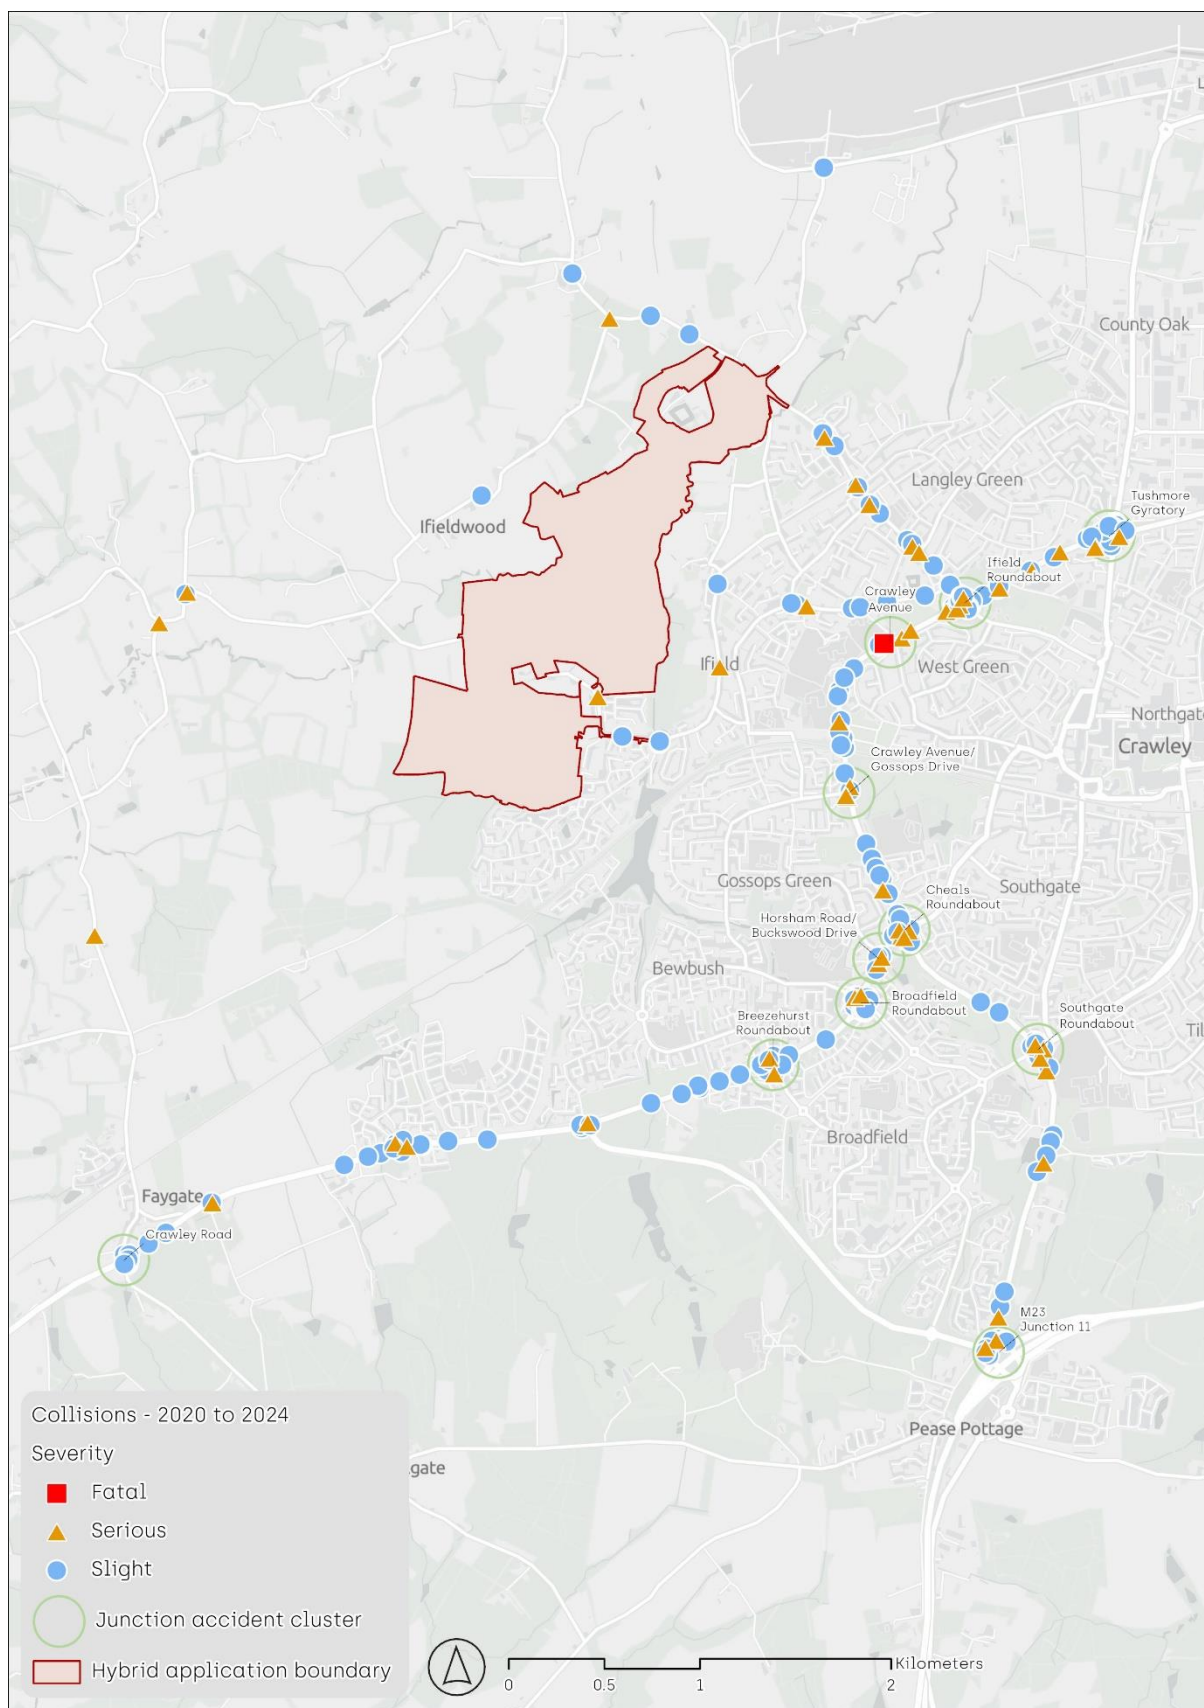 County Oak
Langley Green
Tushmore
Gyratory
Ifieldwood
Ifield
Roundabout
Crawley
Avenue
Ifield
West Green
Northgate
Crawley
Crawley Avenue/
Gossops Drive
Gossops Green
Southgate
Cheals
Roundabout
Horsham Road/
Buckswood Drive
Bewbush
Broadfield
Roundabout
Breezehurst
Roundabout
Southgate
Roundabout
Til
Broadfield
Faygate
Crawley Road
M23
Junction 11
Pease Pottage
gate
Collisions - 2020 to 2024
Severity
Fatal
Serious
Slight
Junction accident cluster
Hybrid application boundary
Kilometers
0 0.5 1 2